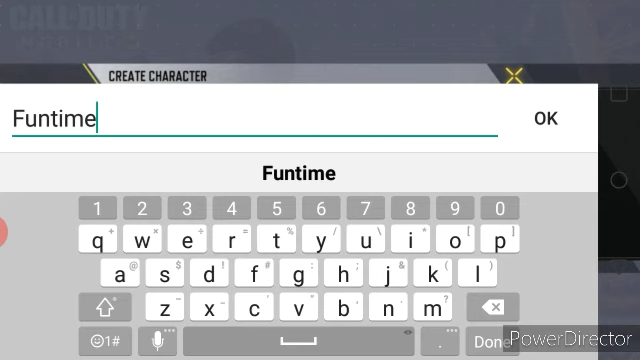 CALL OF DUTY
MOBILE
CREATE CHARACTER
Funtime
OK
Funtime
1 2 3 4 5 6 7 8 9 0
q + w × e ÷ r = t % y / u \ i * o [ p ]
a @ s $ d ! f # g : h ; j & k ( l )
z - x _ c ' v " b · n , m ?
1#
. Done
PowerDirector